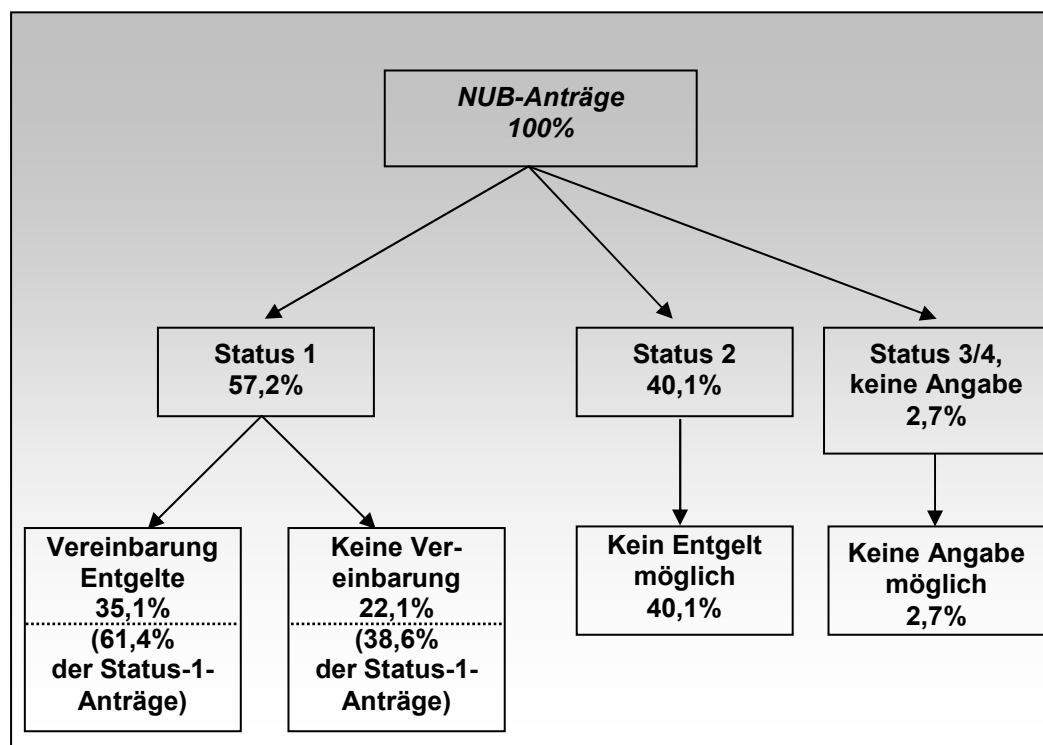 NUB-Anträge
100%
Status 1
57,2%
Status 2
40,1%
Status 3/4,
keine Angabe
2,7%
Vereinbarung
Entgelte
35,1%
(61,4%
der Status-1-
Anträge)
Keine Ver-
einbarung
22,1%
(38,6%
der Status-1-
Anträge)
Kein Entgelt
möglich
40,1%
Keine Angabe
möglich
2,7%